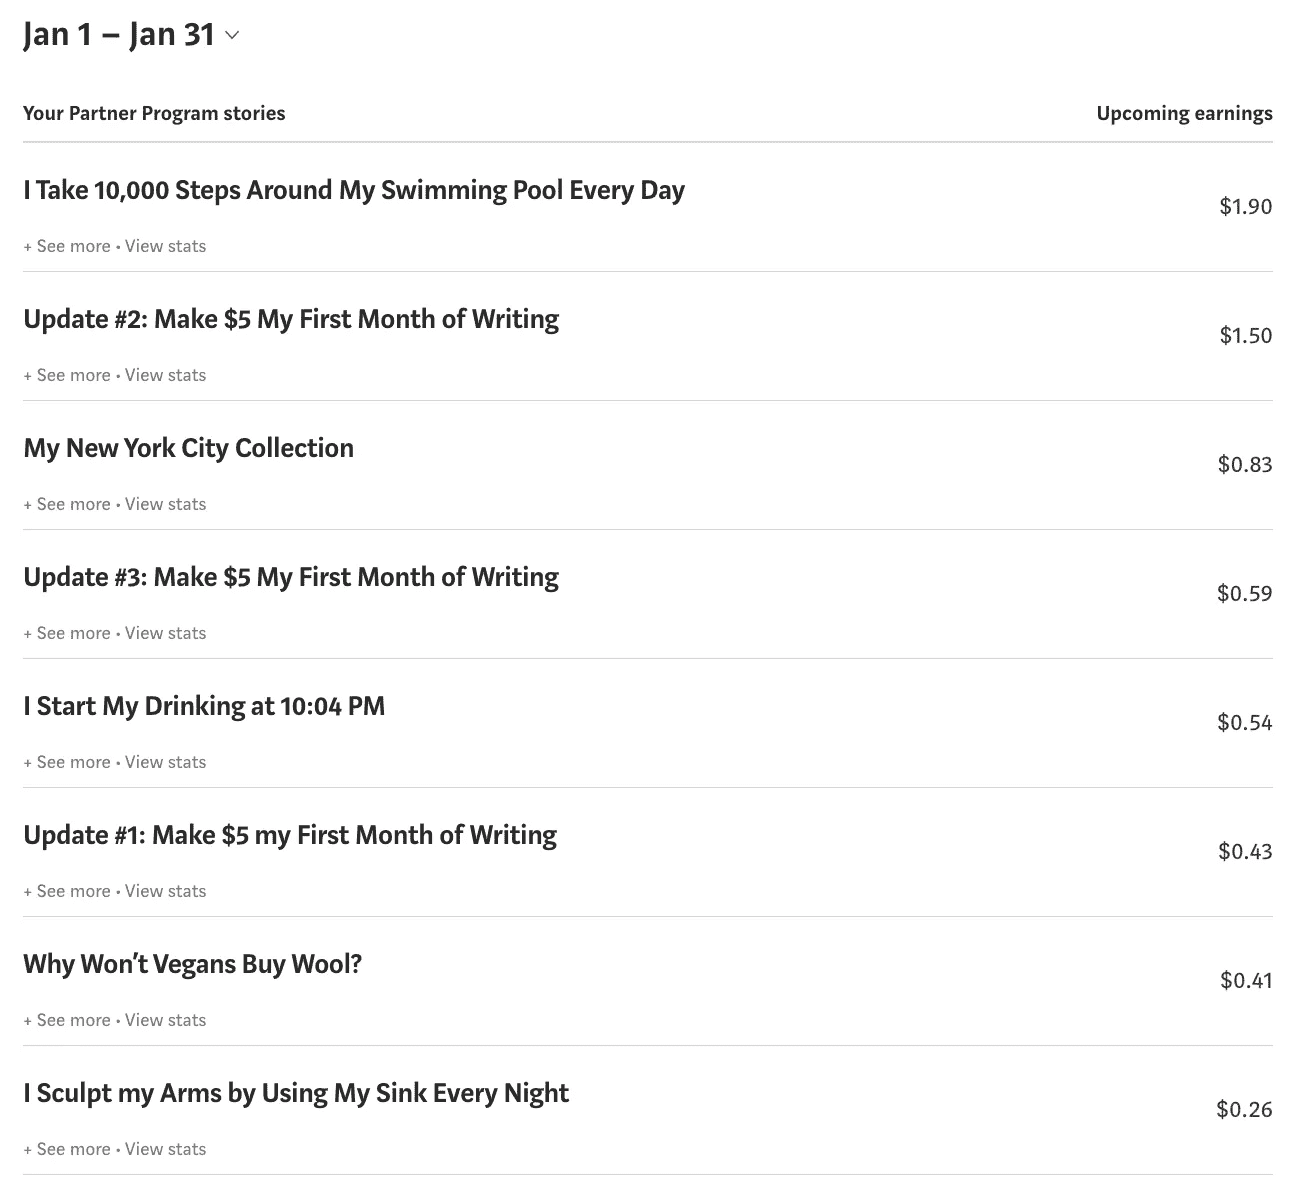 Jan 1 – Jan 31
Your Partner Program stories Upcoming earnings
I Take 10,000 Steps Around My Swimming Pool Every Day
$1.90
+ See more • View stats
Update #2: Make $5 My First Month of Writing
$1.50
+ See more • View stats
My New York City Collection
$0.83
+ See more • View stats
Update #3: Make $5 My First Month of Writing
$0.59
+ See more • View stats
I Start My Drinking at 10:04 PM
$0.54
+ See more • View stats
Update #1: Make $5 my First Month of Writing
$0.43
+ See more • View stats
Why Won’t Vegans Buy Wool?
$0.41
+ See more • View stats
I Sculpt my Arms by Using My Sink Every Night
$0.26
+ See more • View stats